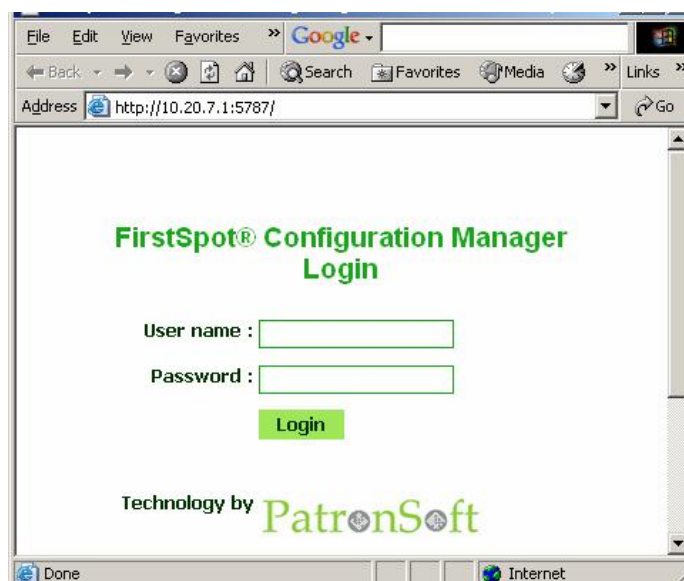 File Edit View Favorites » Google
Back Search Favorites Media » Links »
Address http://10.20.7.1:5787/ Go
FirstSpot® Configuration Manager
Login
User name :
Password :
Login
Technology by PatronSoft
Done Internet